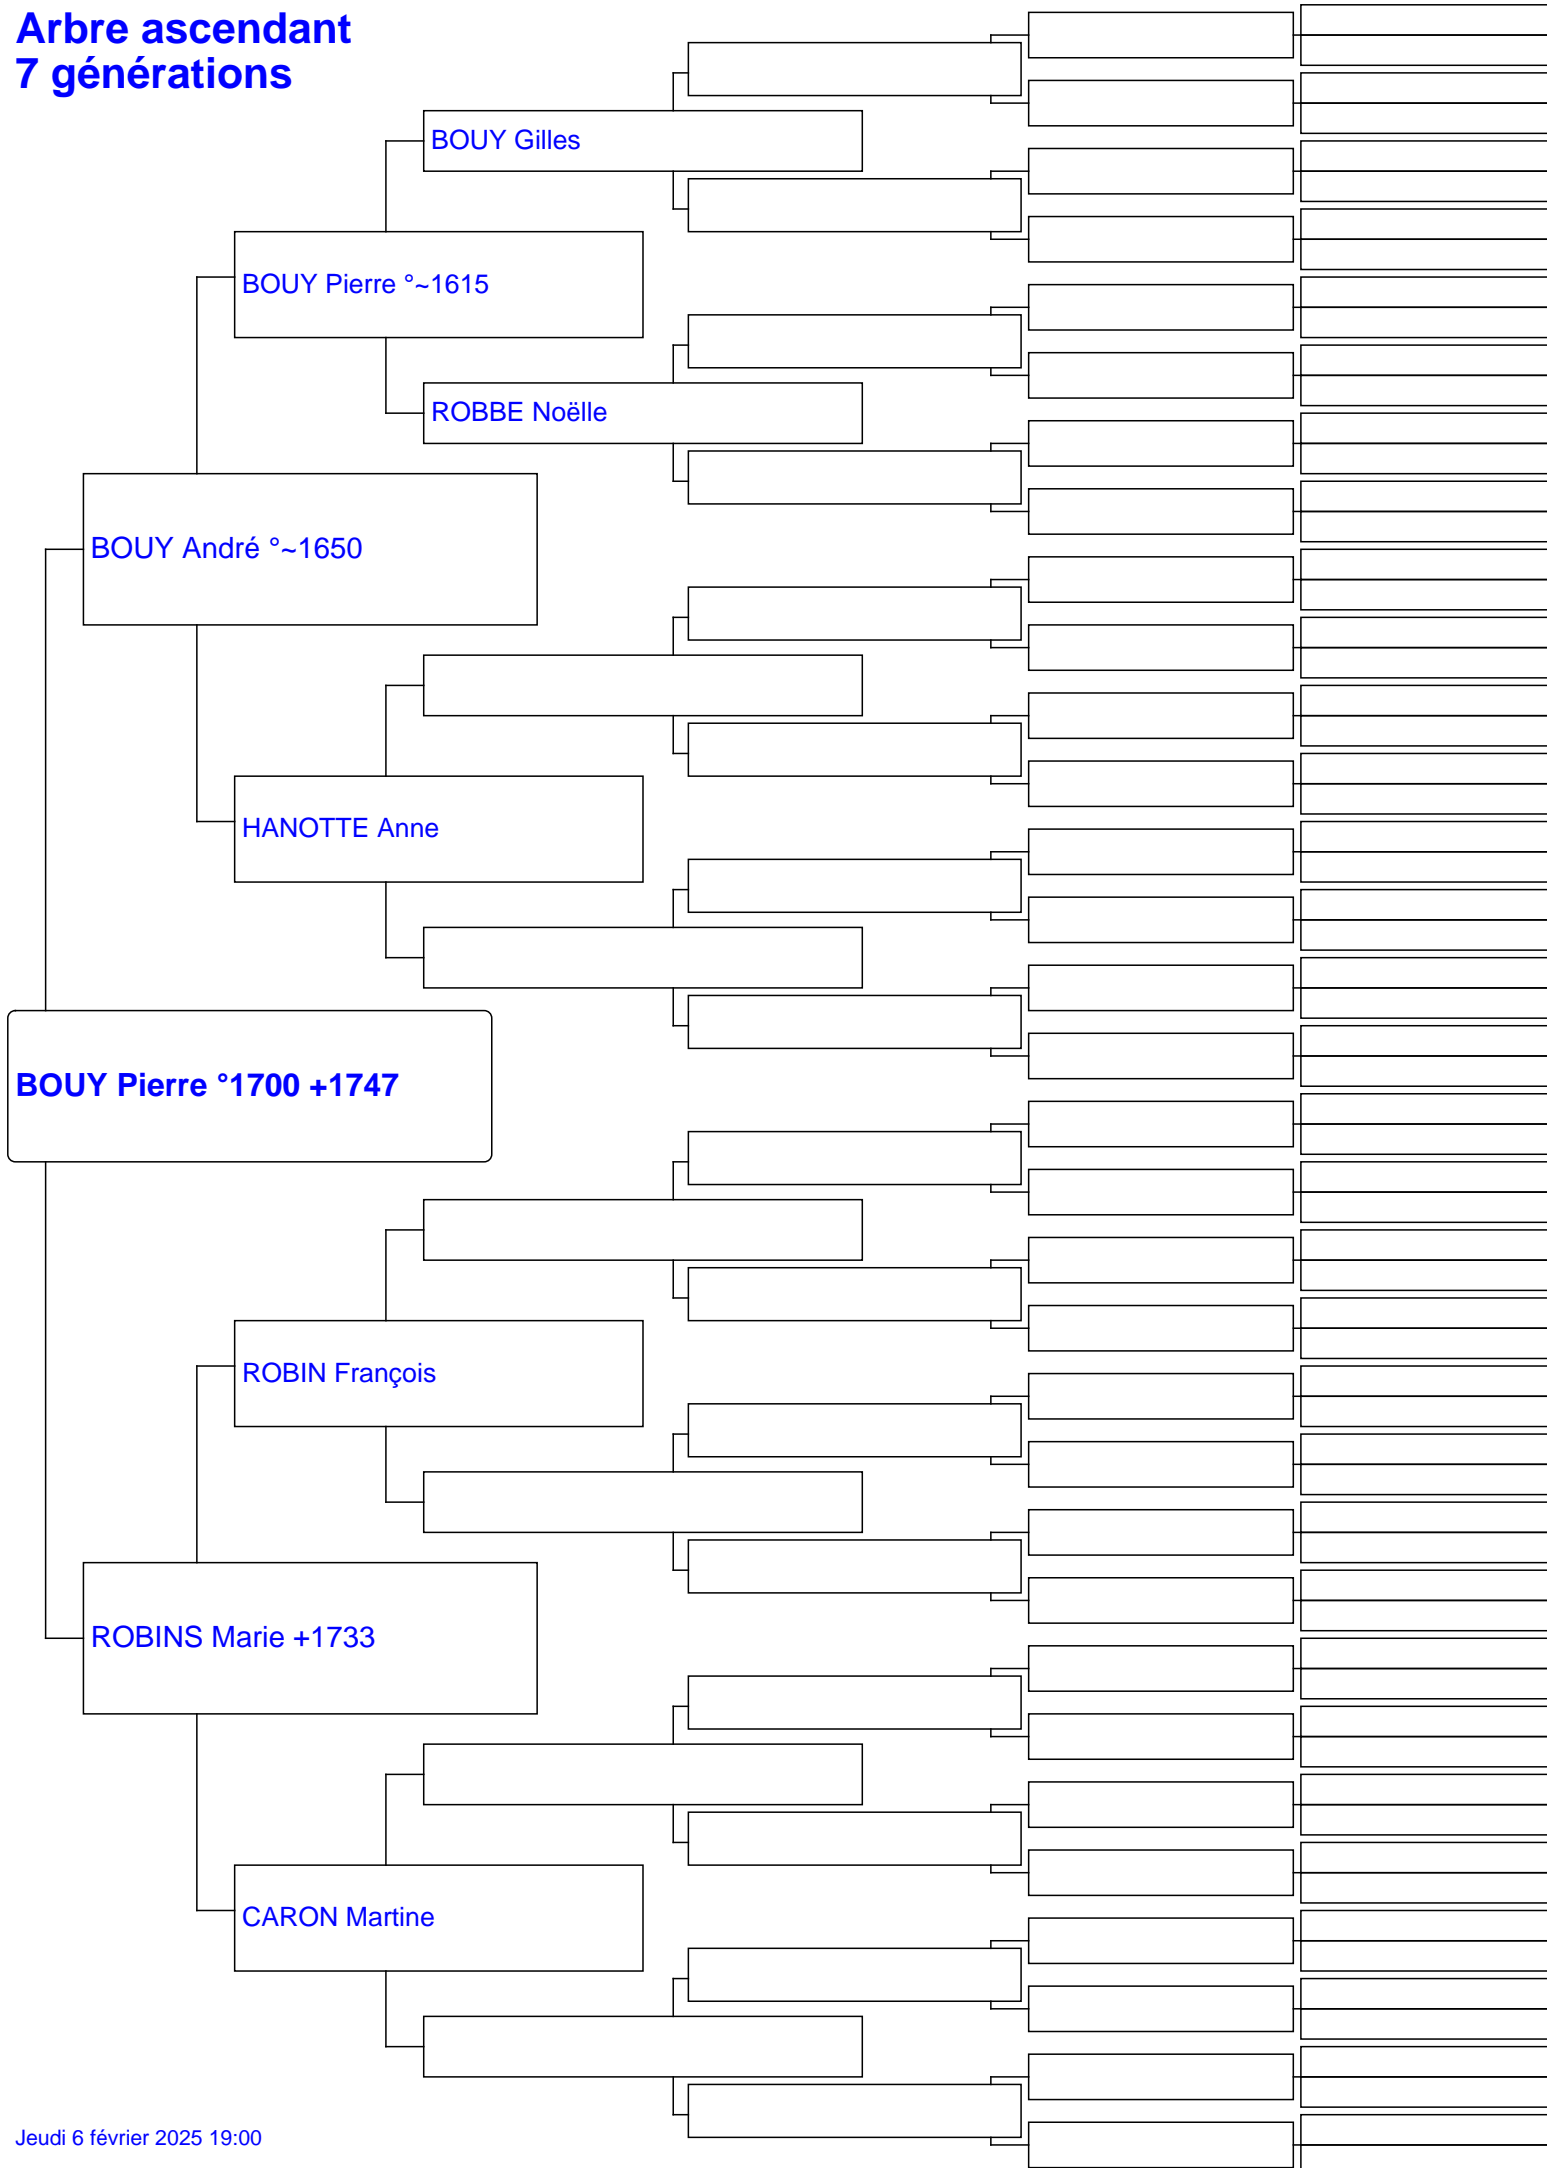 Arbre ascendant
7 générations
BOUY Gilles
BOUY Pierre °~1615
ROBBE Noëlle
BOUY André °~1650
HANOTTE Anne
BOUY Pierre °1700 +1747
ROBIN François
ROBINS Marie +1733
CARON Martine
Jeudi 6 février 2025 19:00